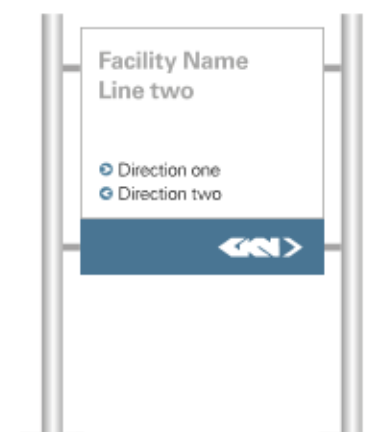 Facility Name
Line two
Direction one
Direction two
GKN